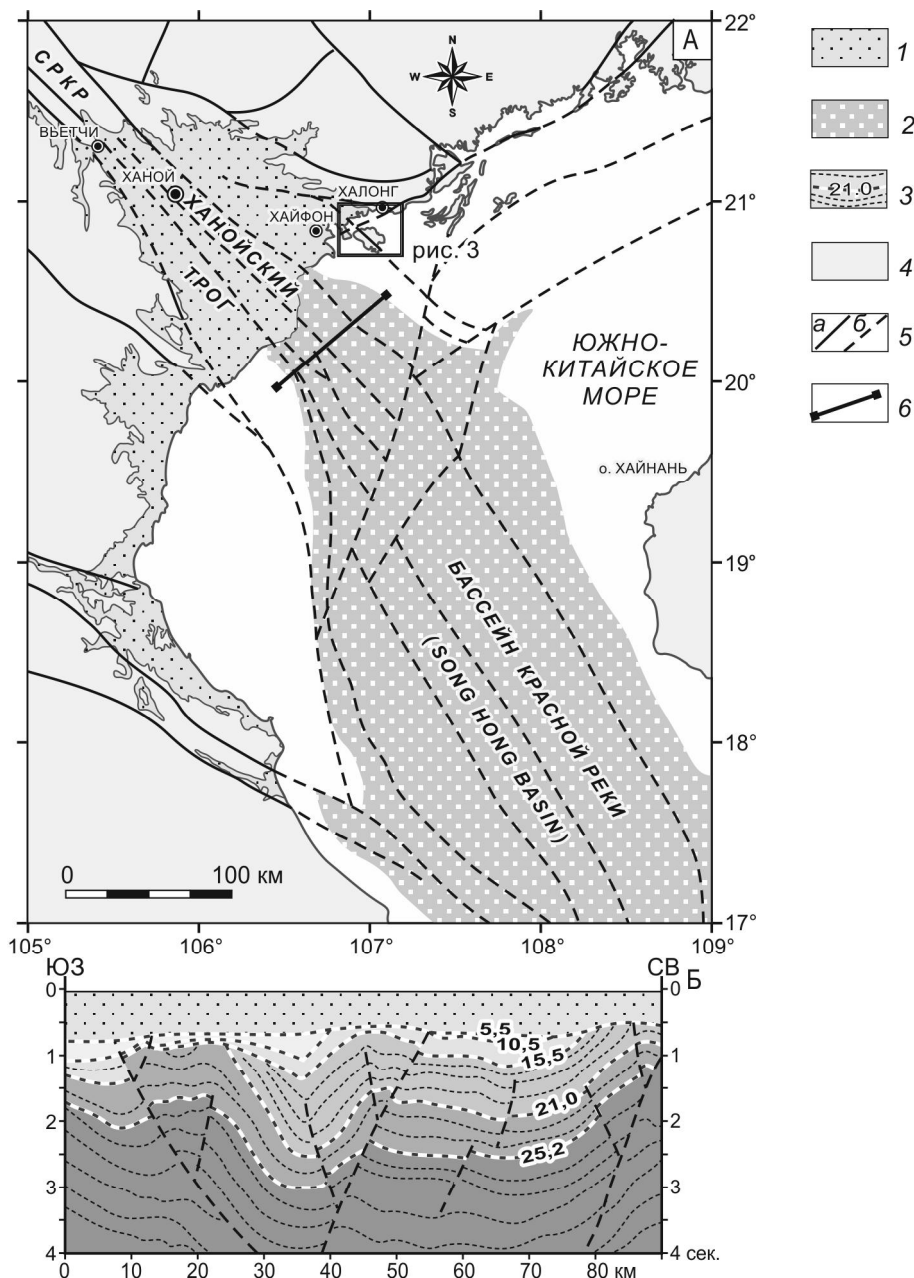 А
22°
N
W E
S
СРКР
ВЬЕТЧИ
ХАНОЙ
ХАЛОНГ
ХАЙФОН
21°
рис. 3
ХАНОЙСКИЙ
ТРОГ
ЮЖНО-
КИТАЙСКОЕ
МОРЕ
20°
о. ХАЙНАНЬ
19°
БАССЕЙН КРАСНОЙ РЕКИ
(SONG HONG BASIN)
18°
0 100 км
17°
105° 106° 107° 108° 109°
1
2
21.0 3
4
а б 5
6
ЮЗ СВ Б
0 0
5,5
10,5
15,5
1 1
21,0
2 2
25,2
3 3
4 4 сек.
0 10 20 30 40 50 60 70 80 км